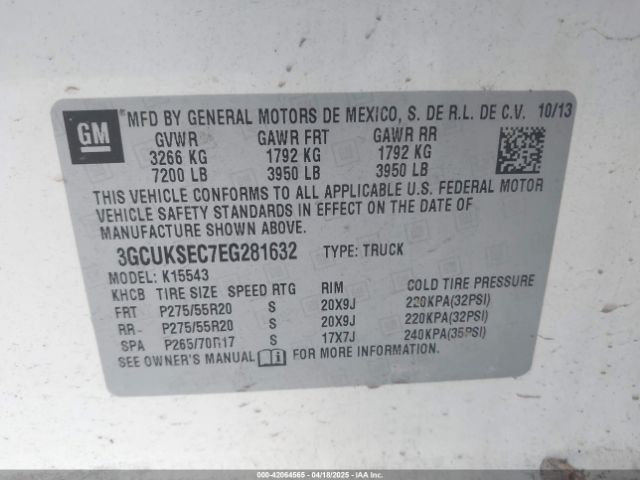 GM
MFD BY GENERAL MOTORS DE MEXICO, S. DE R.L. DE C.V. 10/13
GVWR GAWR FRT GAWR RR
3266 KG 1792 KG 1792 KG
7200 LB 3950 LB 3950 LB
THIS VEHICLE CONFORMS TO ALL APPLICABLE U.S. FEDERAL MOTOR
VEHICLE SAFETY STANDARDS IN EFFECT ON THE DATE OF
MANUFACTURE SHOWN ABOVE.
3GCUKSEC7EG281632 TYPE: TRUCK
MODEL: K15543
KHCB TIRE SIZE SPEED RTG RIM COLD TIRE PRESSURE
FRT P275/55R20 S 20X9J 220KPA(32PSI)
RR P275/55R20 S 20X9J 220KPA(32PSI)
SPA P265/70R17 S 17X7J 240KPA(35PSI)
SEE OWNER'S MANUAL FOR MORE INFORMATION
000-42064565 - 04/18/2025 - IAA Inc.